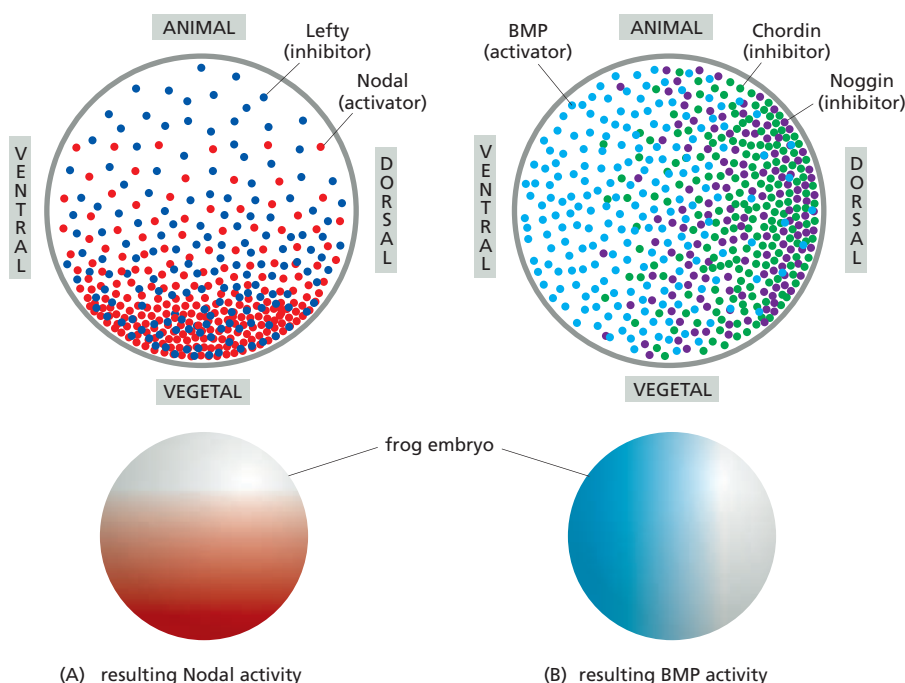 ANIMAL
Lefty
(inhibitor)
Nodal
(activator)
VENTRAL
DORSAL
VEGETAL
BMP
(activator)
ANIMAL
Chordin
(inhibitor)
Noggin
(inhibitor)
VENTRAL
DORSAL
VEGETAL
frog embryo
(A) resulting Nodal activity
(B) resulting BMP activity